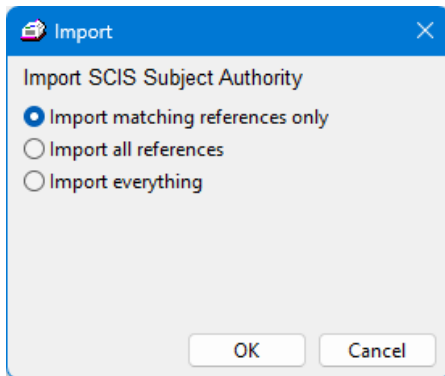 Import
Import SCIS Subject Authority
Import matching references only
Import all references
Import everything
OK Cancel